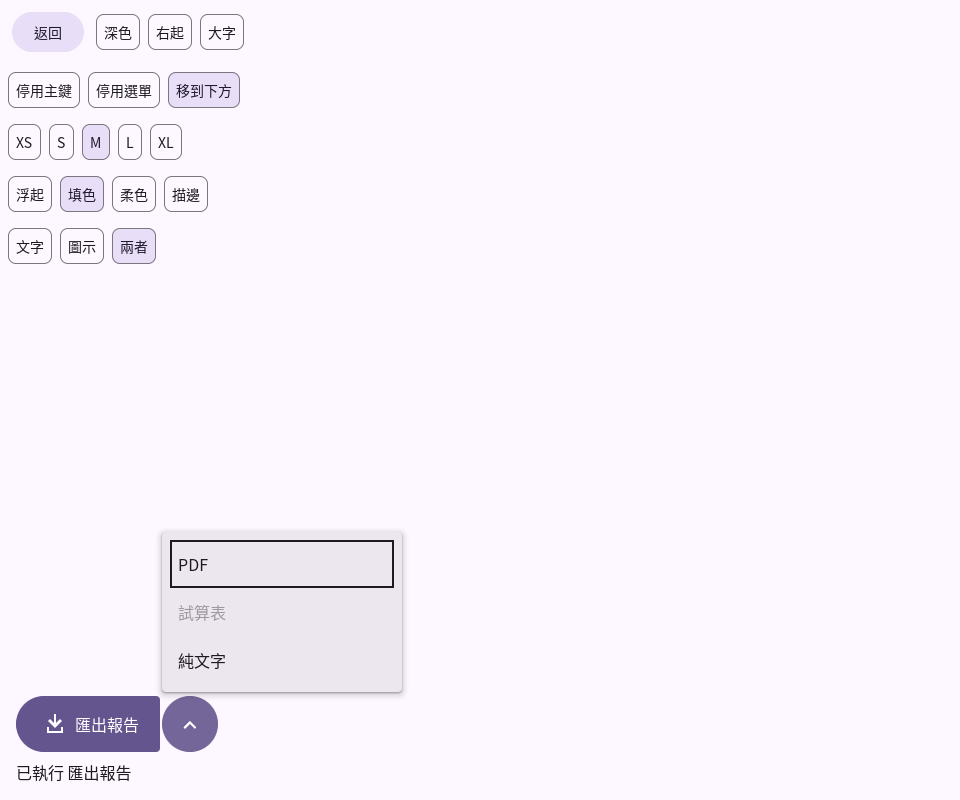 返回 深色 右起 大字
停用主鍵 停用選單 移到下方
XS S M L XL
浮起 填色 柔色 描邊
文字 圖示 兩者
PDF
試算表
純文字
匯出報告
已執行 匯出報告